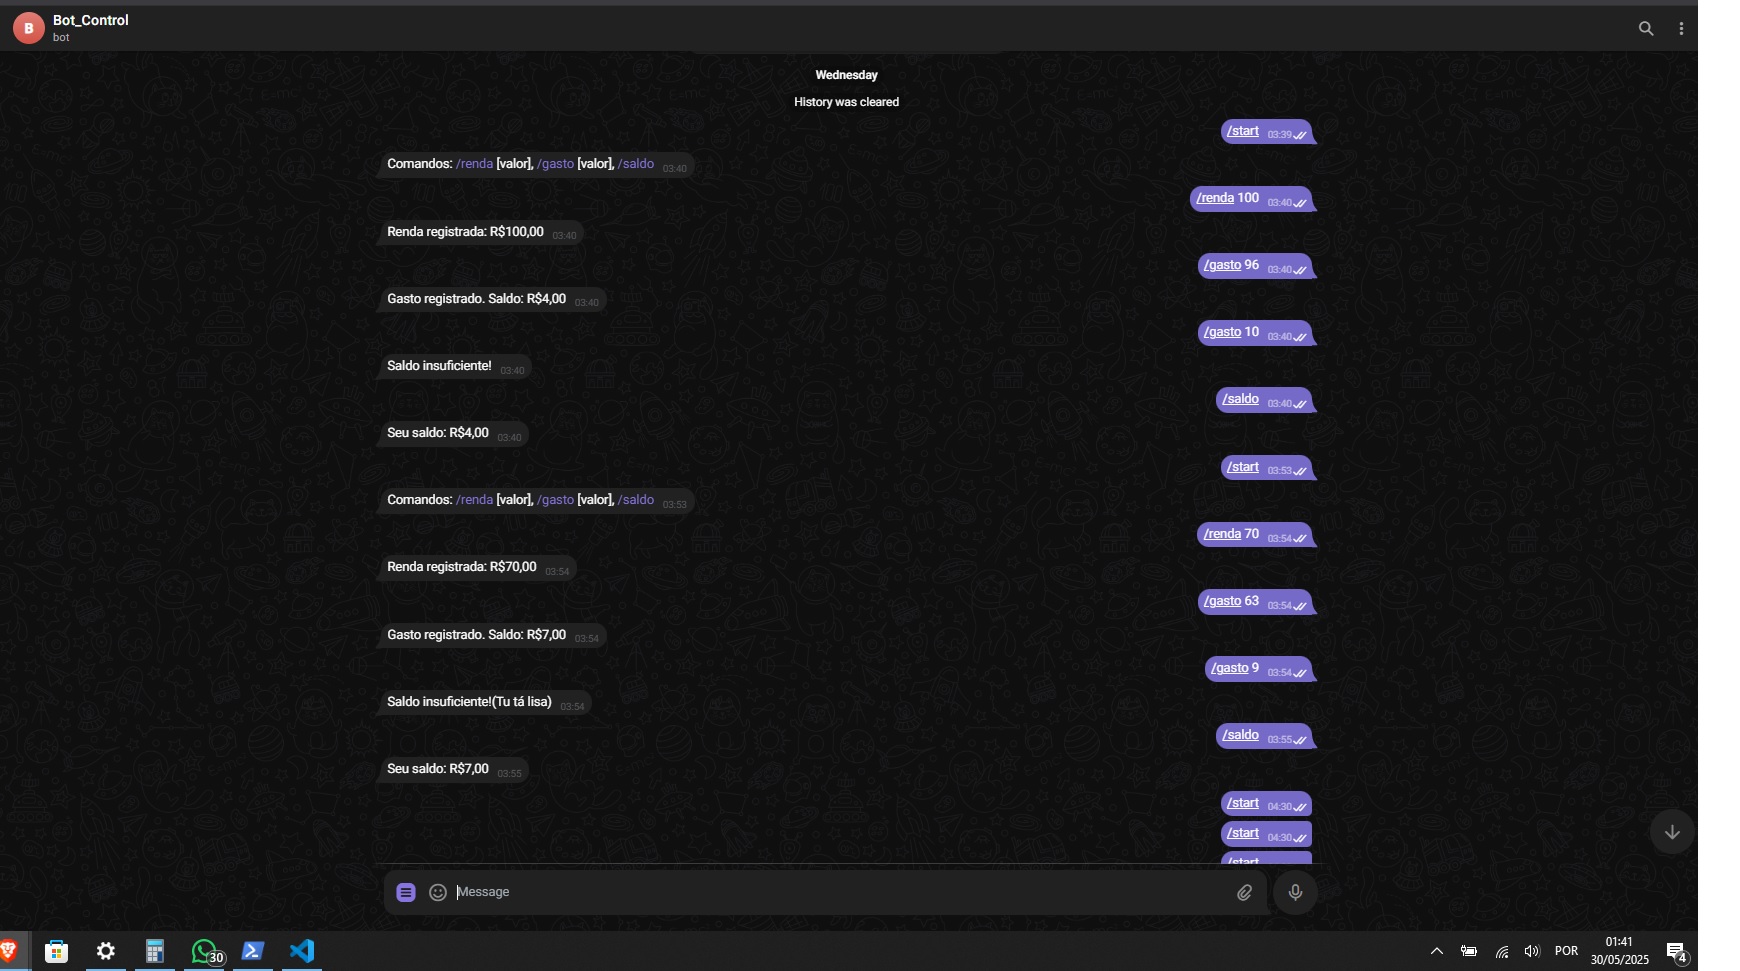 B
Bot_Control
bot
Wednesday
History was cleared
/start 03:39
Comandos: /renda [valor], /gasto [valor], /saldo 03:40
/renda 100 03:40
Renda registrada: R$100,00 03:40
/gasto 96 03:40
Gasto registrado. Saldo: R$4,00 03:40
/gasto 10 03:40
Saldo insuficiente! 03:40
/saldo 03:40
Seu saldo: R$4,00 03:40
/start 03:53
Comandos: /renda [valor], /gasto [valor], /saldo 03:53
/renda 70 03:54
Renda registrada: R$70,00 03:54
/gasto 63 03:54
Gasto registrado. Saldo: R$7,00 03:54
/gasto 9 03:54
Saldo insuficiente!(Tu tá lisa) 03:54
/saldo 03:55
Seu saldo: R$7,00 03:55
/start 04:30
/start 04:30
/start
Message
30
POR
01:41
30/05/2025
4